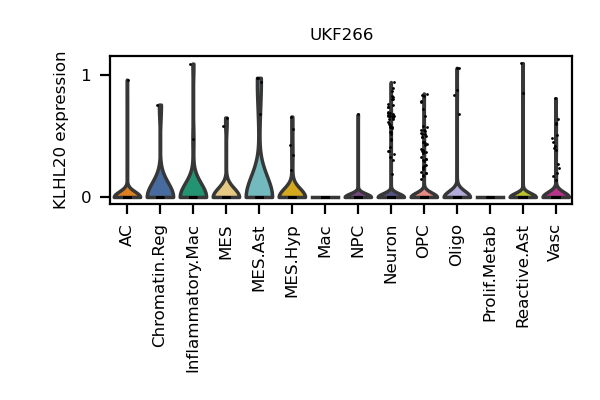 UKF266
KLHL20 expression
1
0
AC
Chromatin.Reg
Inflammatory.Mac
MES
MES.Ast
MES.Hyp
Mac
NPC
Neuron
OPC
Oligo
Prolif.Metab
Reactive.Ast
Vasc